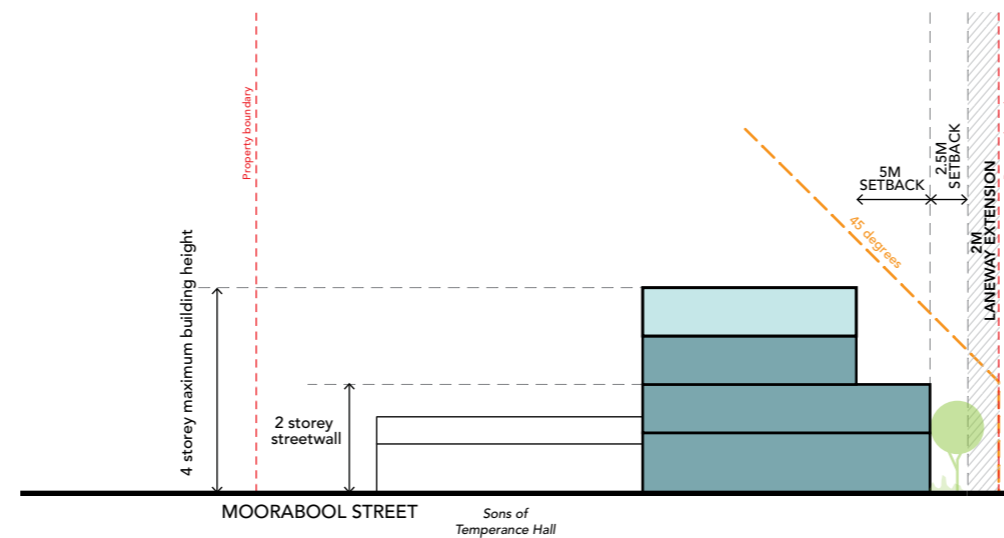 Property boundary
4 storey maximum building height
2 storey
streetwall
45 degrees
5M
SETBACK
2.5M
SETBACK
2M
LANEWAY EXTENSION
MOORABOOL STREET
Sons of
Temperance Hall